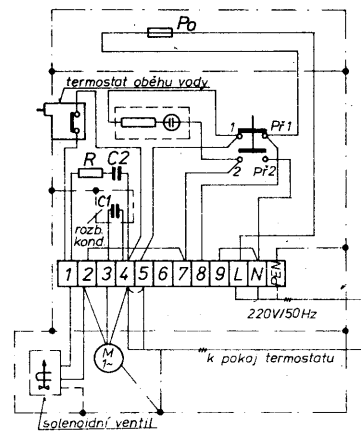 Po
termostat oběhu vody
1 Př1
2 Př2
R C2
C1
rozb.
kond.
1 2 3 4 5 6 7 8 9 L N PEN
220V/50Hz
k pokoj termostatu
M
1~
solenoidní ventil